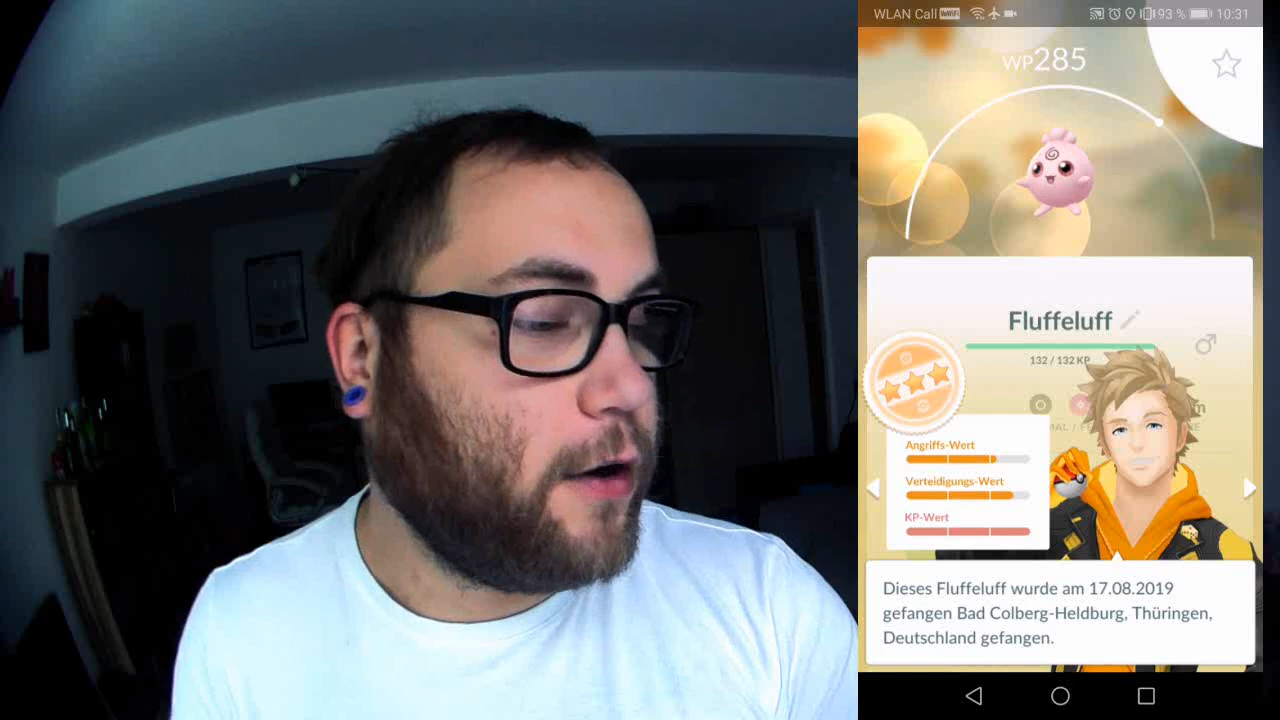 WLAN Call VoWiFi 93 % 10:31
WP285
Fluffeluff
132 / 132 KP
Angriffs-Wert
Verteidigungs-Wert
KP-Wert
Dieses Fluffeluff wurde am 17.08.2019
gefangen Bad Colberg-Heldburg, Thüringen,
Deutschland gefangen.